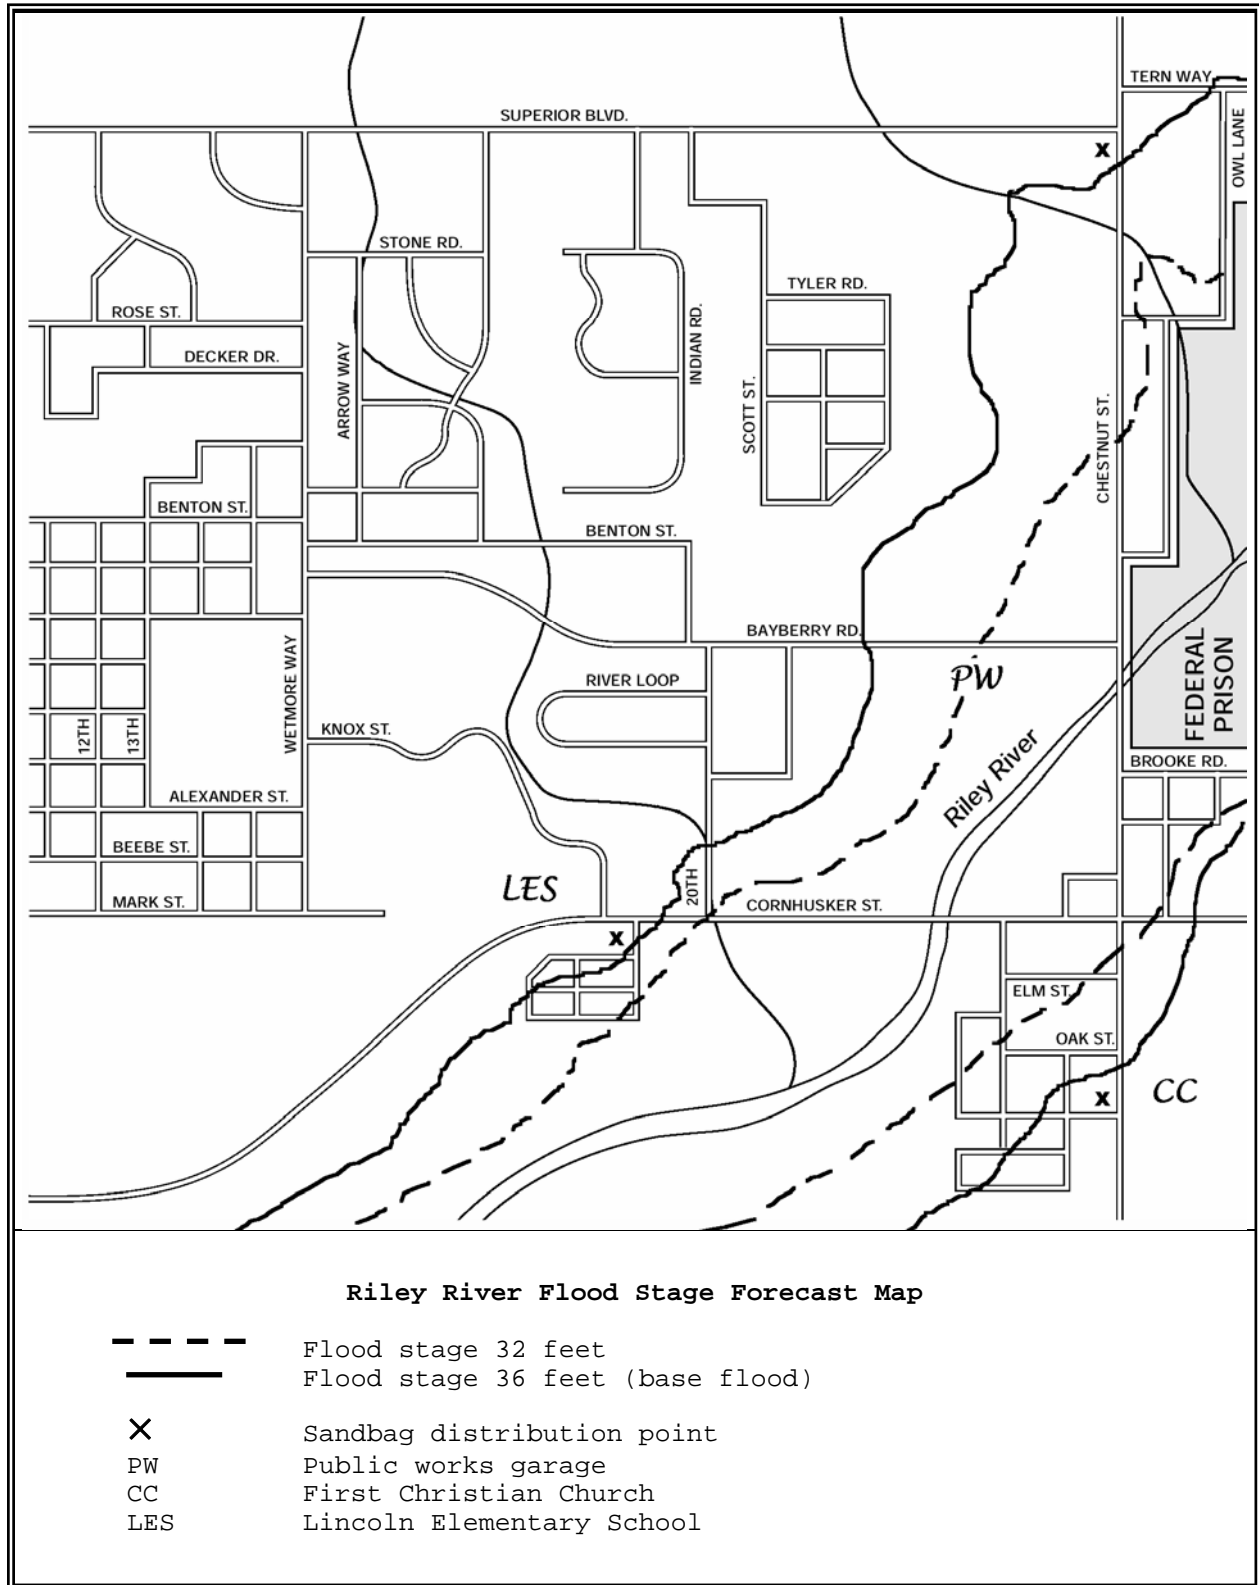 TERN WAY
SUPERIOR BLVD.
X
OWL LANE
STONE RD.
TYLER RD.
ROSE ST.
DECKER DR.
ARROW WAY
INDIAN RD.
SCOTT ST.
CHESTNUT ST.
BENTON ST.
BENTON ST.
BAYBERRY RD.
WETMORE WAY
RIVER LOOP
PW
FEDERAL
PRISON
12TH
13TH
KNOX ST.
BROOKE RD.
Riley River
ALEXANDER ST.
BEEBE ST.
LES
20TH
MARK ST.
CORNHUSKER ST.
X
ELM ST.
OAK ST.
X
CC
Riley River Flood Stage Forecast Map
Flood stage 32 feet
Flood stage 36 feet (base flood)
X Sandbag distribution point
PW Public works garage
CC First Christian Church
LES Lincoln Elementary School